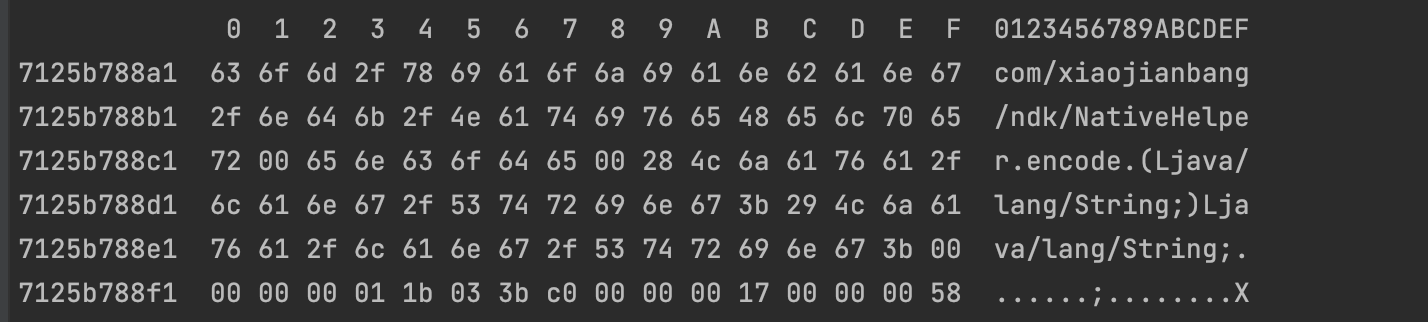 0 1 2 3 4 5 6 7 8 9 A B C D E F 0123456789ABCDEF
7125b788a1 63 6f 6d 2f 78 69 61 6f 6a 69 61 6e 62 61 6e 67 com/xiaojianbang
7125b788b1 2f 6e 64 6b 2f 4e 61 74 69 76 65 48 65 6c 70 65 /ndk/NativeHelpe
7125b788c1 72 00 65 6e 63 6f 64 65 00 28 4c 6a 61 76 61 2f r.encode.(Ljava/
7125b788d1 6c 61 6e 67 2f 53 74 72 69 6e 67 3b 29 4c 6a 61 lang/String;)Lja
7125b788e1 76 61 2f 6c 61 6e 67 2f 53 74 72 69 6e 67 3b 00 va/lang/String;.
7125b788f1 00 00 00 01 1b 03 3b c0 00 00 00 17 00 00 00 58 ......;........X